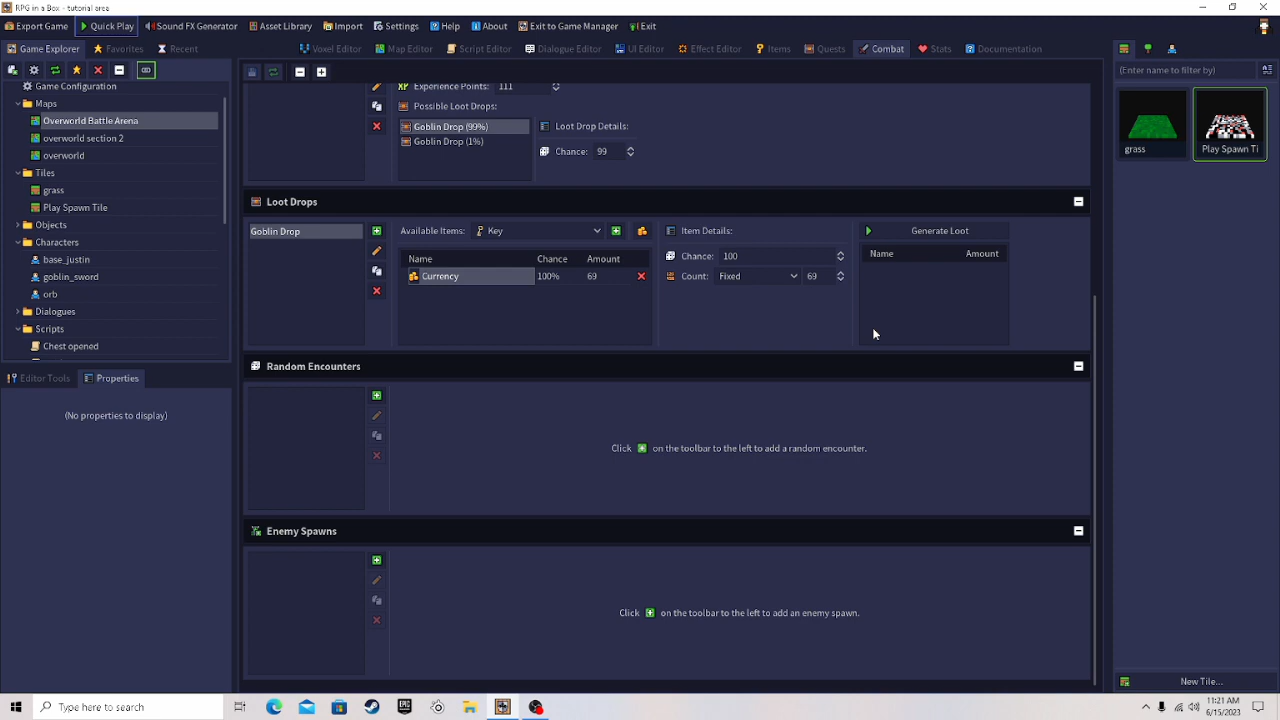 RPG in a Box - tutorial area
Export Game Quick Play Sound FX Generator Asset Library Import Settings Help About Exit to Game Manager Exit
Game Explorer Favorites Recent Voxel Editor Map Editor Script Editor Dialogue Editor UI Editor Effect Editor Items Quests Combat Stats Documentation
(Enter name to filter by)
Game Configuration
Maps
Overworld Battle Arena
overworld section 2
overworld
Tiles
grass
Play Spawn Tile
Objects
Characters
base_justin
goblin_sword
orb
Dialogues
Scripts
Chest opened
Editor Tools Properties
(No properties to display)
XP Experience Points: 111
Possible Loot Drops:
Goblin Drop (99%)
Goblin Drop (1%)
Loot Drop Details:
Chance: 99
Loot Drops
Goblin Drop
Available Items: Key
Name Chance Amount
Currency 100% 69
Item Details:
Chance: 100
Count: Fixed 69
Generate Loot
Name Amount
Random Encounters
Click on the toolbar to the left to add a random encounter.
Enemy Spawns
Click on the toolbar to the left to add an enemy spawn.
grass
Play Spawn Ti
New Tile...
Type here to search
EPIC
11:21 AM
6/15/2023